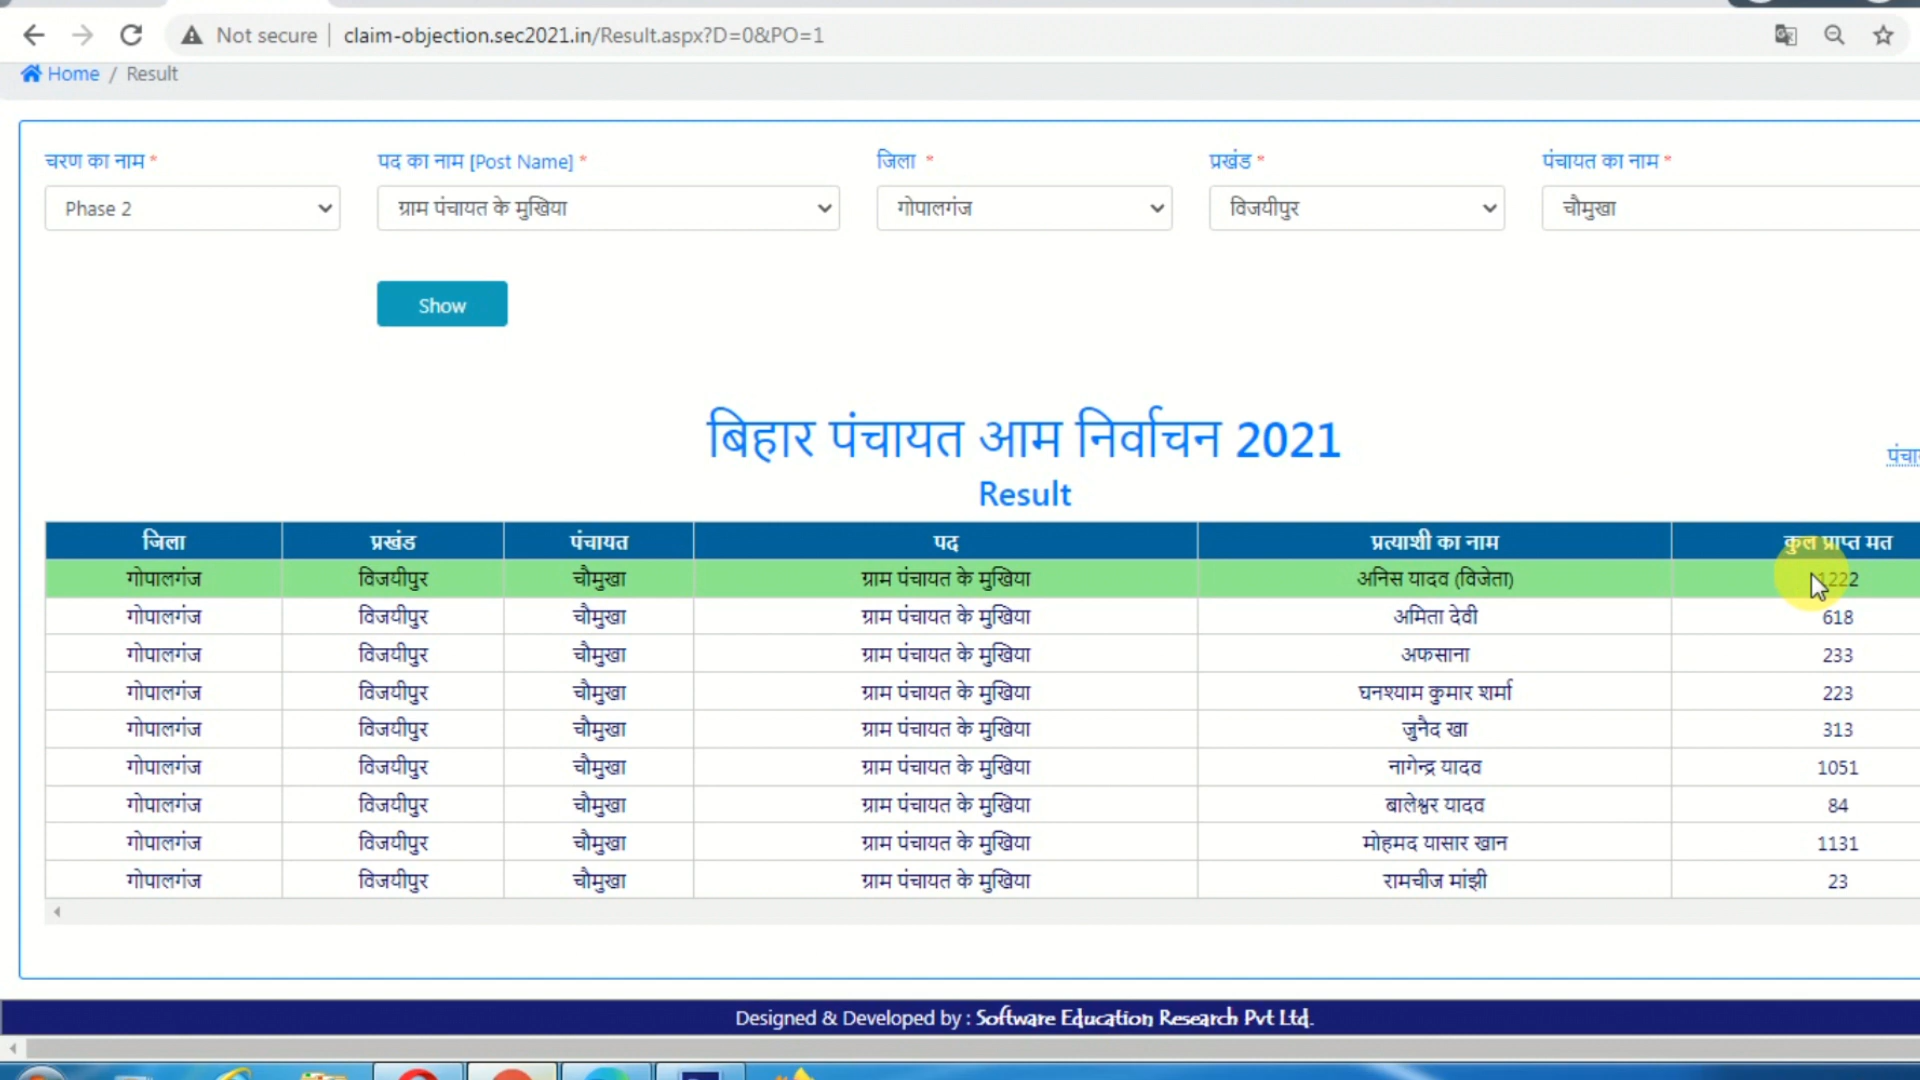 Not secure | claim-objection.sec2021.in/Result.aspx?D=0&PO=1
Home / Result
चरण का नाम * पद का नाम [Post Name] * जिला * प्रखंड * पंचायत का नाम *
Phase 2 ग्राम पंचायत के मुखिया गोपालगंज विजयीपुर चौमुखा
Show
बिहार पंचायत आम निर्वाचन 2021
Result
जिला प्रखंड पंचायत पद प्रत्याशी का नाम कुल प्राप्त मत
गोपालगंज विजयीपुर चौमुखा ग्राम पंचायत के मुखिया अनिस यादव (विजेता) 1222
गोपालगंज विजयीपुर चौमुखा ग्राम पंचायत के मुखिया अमिता देवी 618
गोपालगंज विजयीपुर चौमुखा ग्राम पंचायत के मुखिया अफसाना 233
गोपालगंज विजयीपुर चौमुखा ग्राम पंचायत के मुखिया घनश्याम कुमार शर्मा 223
गोपालगंज विजयीपुर चौमुखा ग्राम पंचायत के मुखिया जुनैद खा 313
गोपालगंज विजयीपुर चौमुखा ग्राम पंचायत के मुखिया नागेन्द्र यादव 1051
गोपालगंज विजयीपुर चौमुखा ग्राम पंचायत के मुखिया बालेश्वर यादव 84
गोपालगंज विजयीपुर चौमुखा ग्राम पंचायत के मुखिया मोहमद यासार खान 1131
गोपालगंज विजयीपुर चौमुखा ग्राम पंचायत के मुखिया रामचीज मांझी 23
Designed & Developed by : Software Education Research Pvt Ltd.